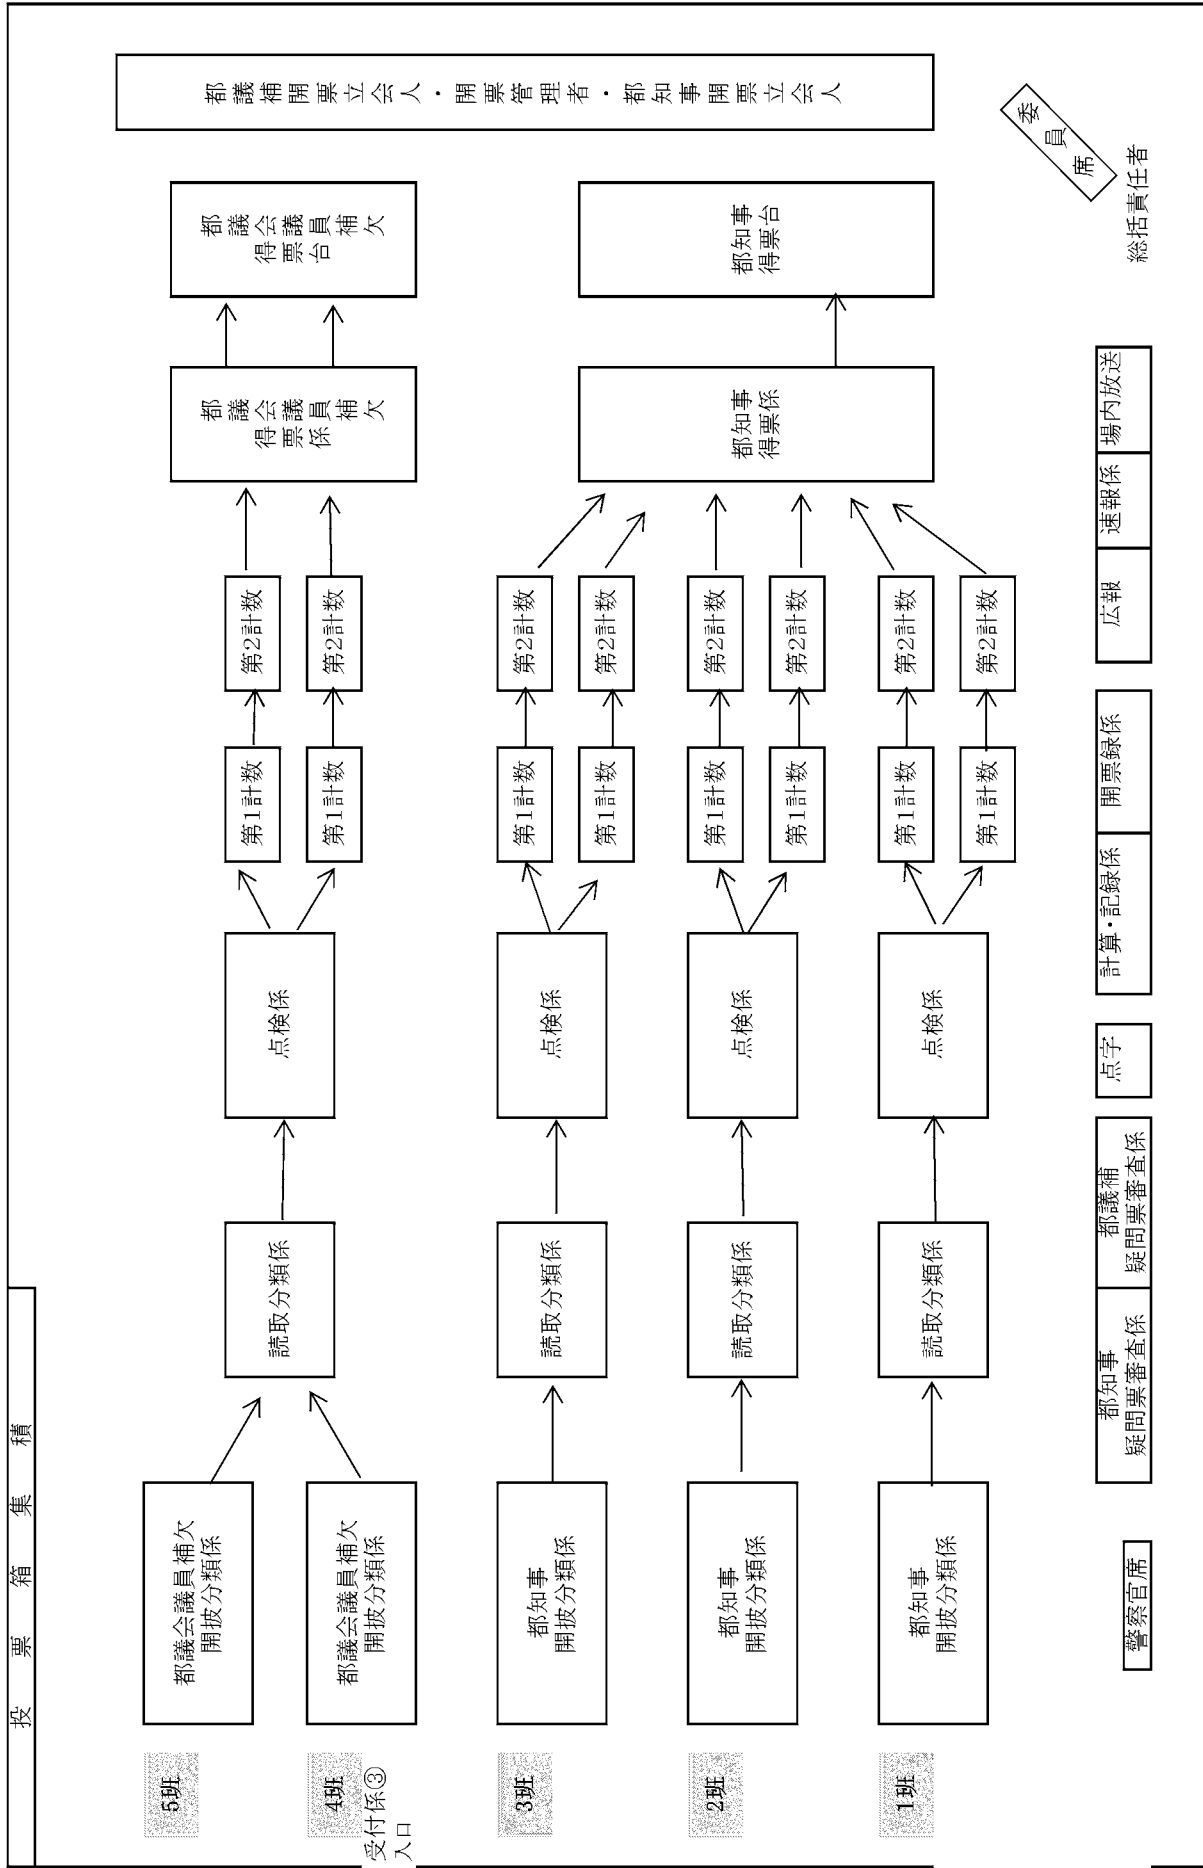 投票箱集積
5班
都議会議員補欠
開披分類係
4班
都議会議員補欠
開披分類係
受付係③
入口
読取分類係
点検係
第1計数
第2計数
第1計数
第2計数
都議会議員補欠
得票係
都議会議員補欠
得票台
3班
都知事
開披分類係
読取分類係
点検係
第1計数
第2計数
第1計数
第2計数
2班
都知事
開披分類係
読取分類係
点検係
第1計数
第2計数
第1計数
第2計数
1班
都知事
開披分類係
読取分類係
点検係
第1計数
第2計数
第1計数
第2計数
都知事
得票係
都知事
得票台
都議補開票立会人・開票管理者・都知事開票立会人
委員席
総括責任者
警察官席
都知事
疑問票審査係
都議補
疑問票審査係
点字
計算・記録係
開票録係
広報
速報係
場内放送